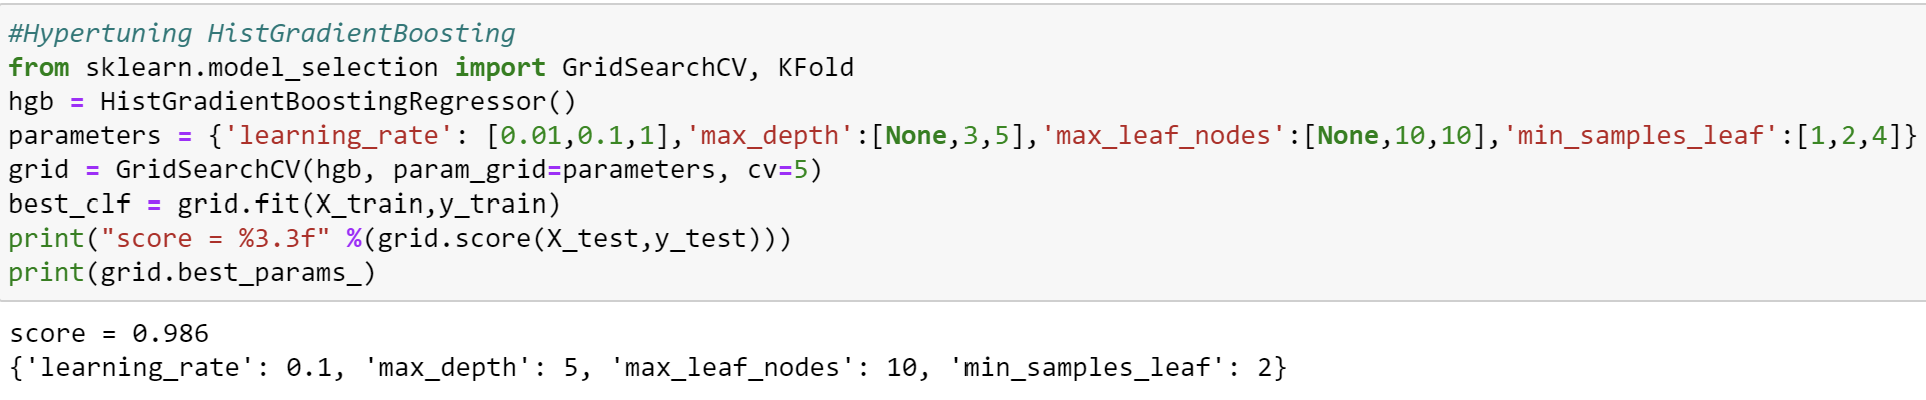 #Hypertuning HistGradientBoosting
from sklearn.model_selection import GridSearchCV, KFold
hgb = HistGradientBoostingRegressor()
parameters = {'learning_rate': [0.01,0.1,1],'max_depth':[None,3,5],'max_leaf_nodes':[None,10,10],'min_samples_leaf':[1,2,4]}
grid = GridSearchCV(hgb, param_grid=parameters, cv=5)
best_clf = grid.fit(X_train,y_train)
print("score = %3.3f" %(grid.score(X_test,y_test)))
print(grid.best_params_)
score = 0.986
{'learning_rate': 0.1, 'max_depth': 5, 'max_leaf_nodes': 10, 'min_samples_leaf': 2}